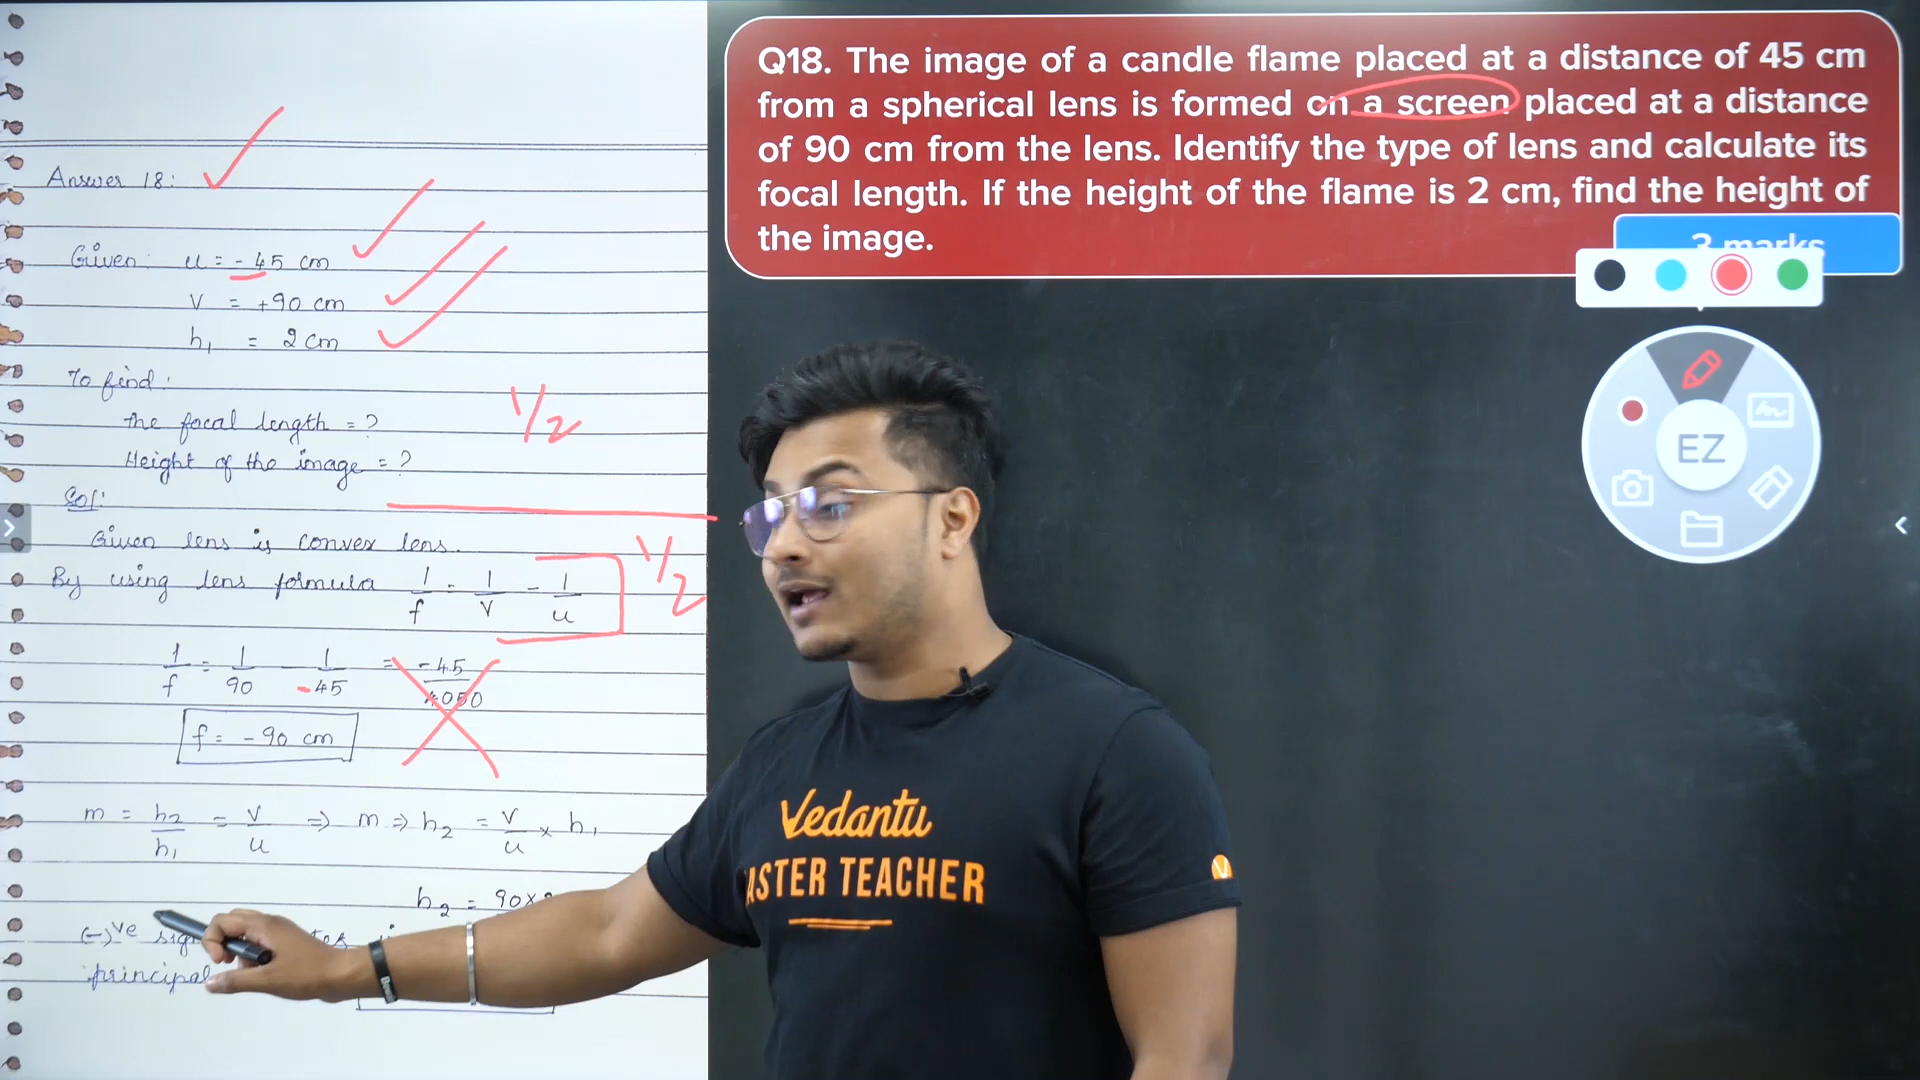 Answer 18:
Given: u = - 45 cm
v = +90 cm
h₁ = 2 cm
To find:
the focal length = ?
Height of the image = ?
1/2
Sol:
Given lens is convex lens.
By using lens formula 1/f = 1/v - 1/u
1/2
1/f = 1/90 - 1/-45 = -45/4050
f = - 90 cm
m = h₂/h₁ = v/u ⇒ m ⇒ h₂ = v/u × h₁
h₂ = 90×
(-)ve
principal
Q18. The image of a candle flame placed at a distance of 45 cm
from a spherical lens is formed on a screen placed at a distance
of 90 cm from the lens. Identify the type of lens and calculate its
focal length. If the height of the flame is 2 cm, find the height of
the image.
3 marks
EZ
Vedantu
ASTER TEACHER
V